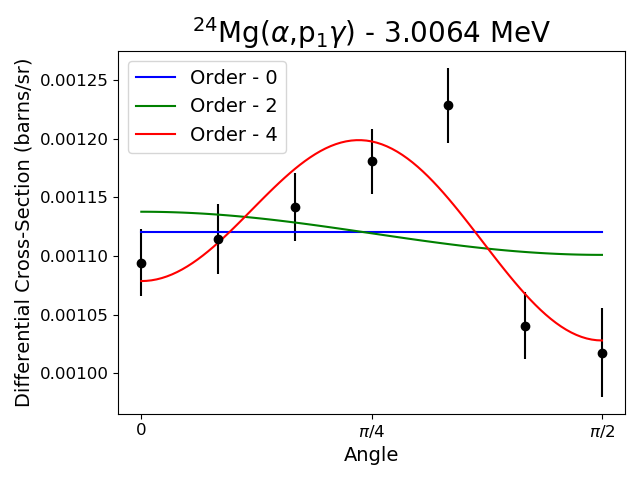 ²⁴Mg(α,p₁γ) - 3.0064 MeV
Differential Cross-Section (barns/sr)
0.00125
0.00120
0.00115
0.00110
0.00105
0.00100
Order - 0
Order - 2
Order - 4
0
π/4
π/2
Angle